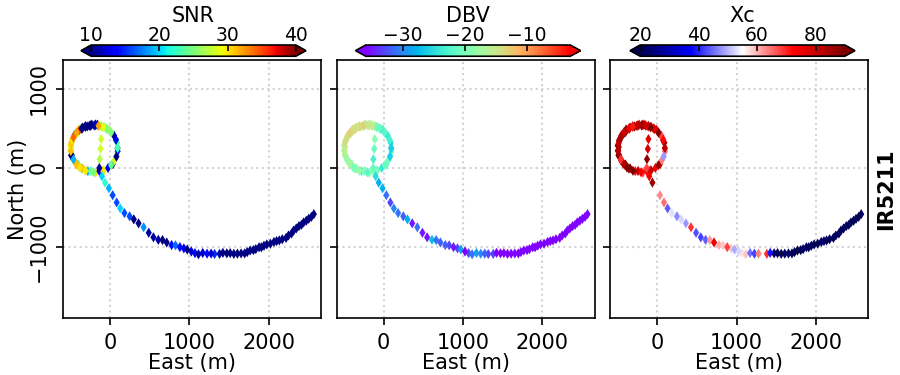 SNR DBV Xc
10 20 30 40 −30 −20 −10 20 40 60 80
1000
0
−1000
North (m)
IR5211
0 1000 2000 0 1000 2000 0 1000 2000
East (m) East (m) East (m)